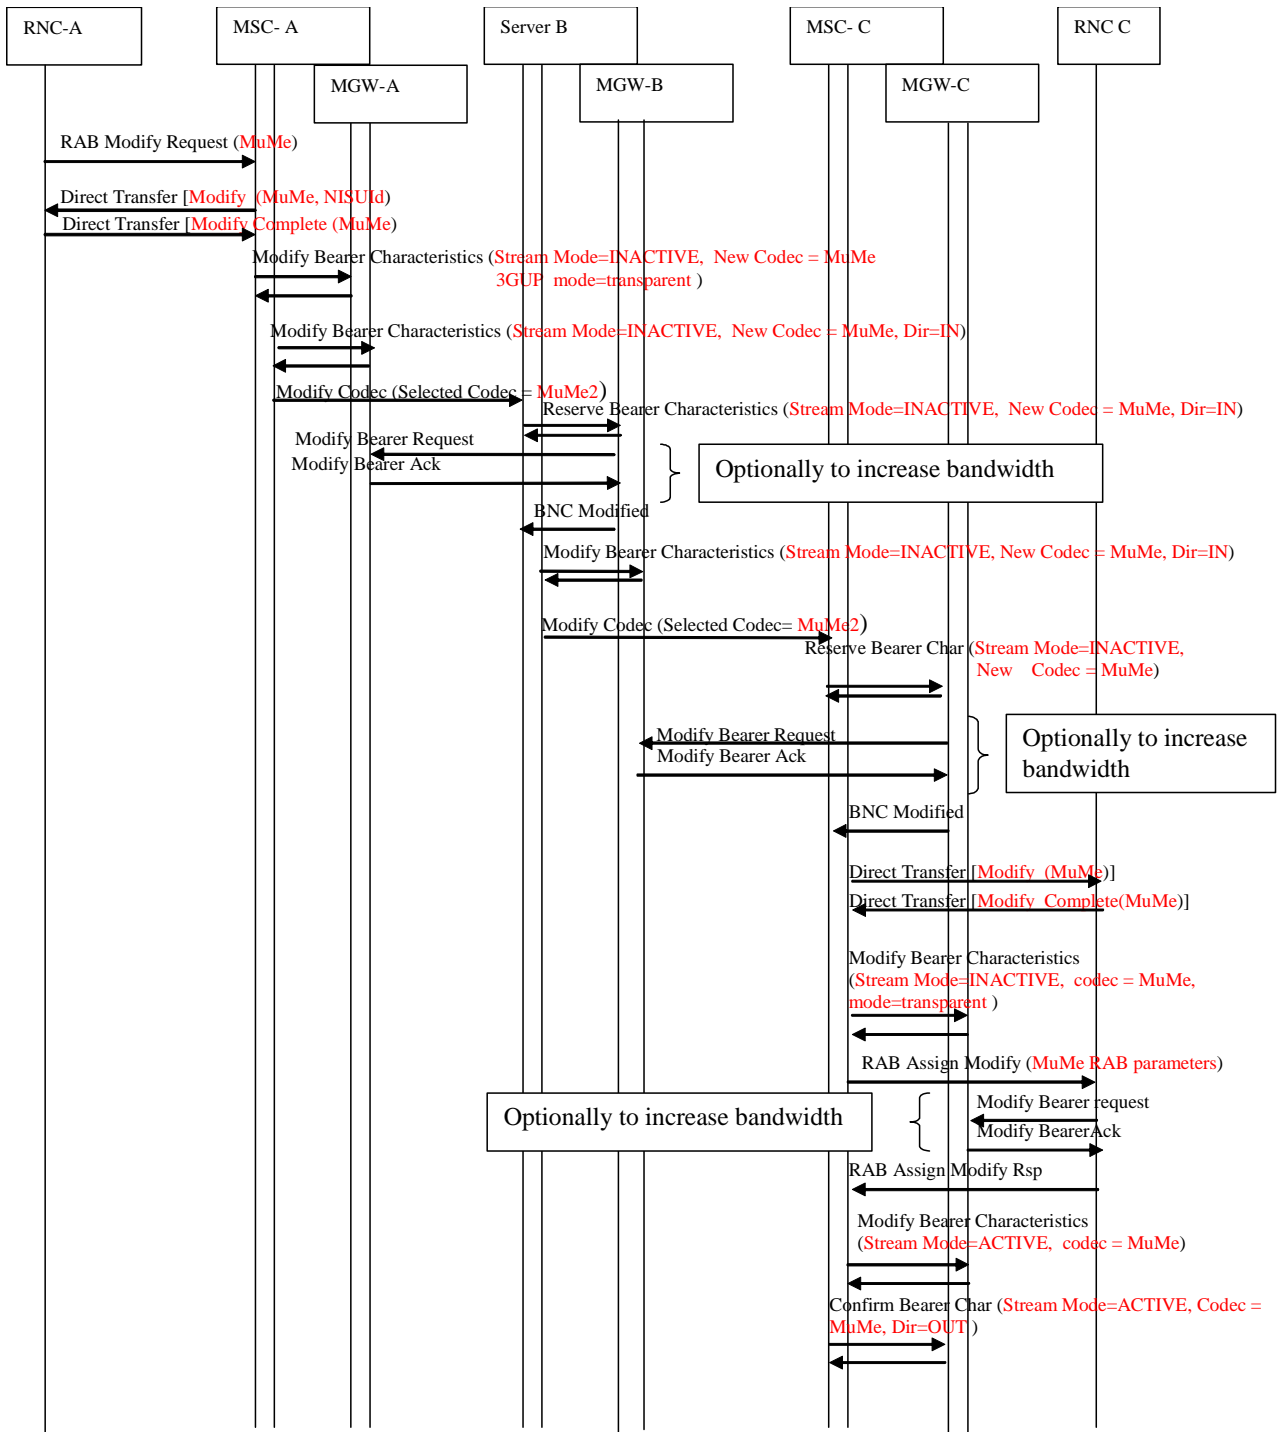 RNC-A
MSC- A
Server B
MSC- C
RNC C
MGW-A
MGW-B
MGW-C
RAB Modify Request (MuMe)
Direct Transfer [Modify (MuMe, NISUId)
Direct Transfer [Modify Complete (MuMe)
Modify Bearer Characteristics (Stream Mode=INACTIVE, New Codec = MuMe
3GUP mode=transparent )
Modify Bearer Characteristics (Stream Mode=INACTIVE, New Codec = MuMe, Dir=IN)
Modify Codec (Selected Codec = MuMe2)
Reserve Bearer Characteristics (Stream Mode=INACTIVE, New Codec = MuMe, Dir=IN)
Modify Bearer Request
Modify Bearer Ack
Optionally to increase bandwidth
BNC Modified
Modify Bearer Characteristics (Stream Mode=INACTIVE, New Codec = MuMe, Dir=IN)
Modify Codec (Selected Codec= MuMe2)
Reserve Bearer Char (Stream Mode=INACTIVE,
New Codec = MuMe)
Modify Bearer Request
Modify Bearer Ack
Optionally to increase
bandwidth
BNC Modified
Direct Transfer [Modify (MuMe)]
Direct Transfer [Modify Complete(MuMe)]
Modify Bearer Characteristics
(Stream Mode=INACTIVE, codec = MuMe,
mode=transparent )
RAB Assign Modify (MuMe RAB parameters)
Optionally to increase bandwidth
Modify Bearer request
Modify BearerAck
RAB Assign Modify Rsp
Modify Bearer Characteristics
(Stream Mode=ACTIVE, codec = MuMe)
Confirm Bearer Char (Stream Mode=ACTIVE, Codec =
MuMe, Dir=OUT )